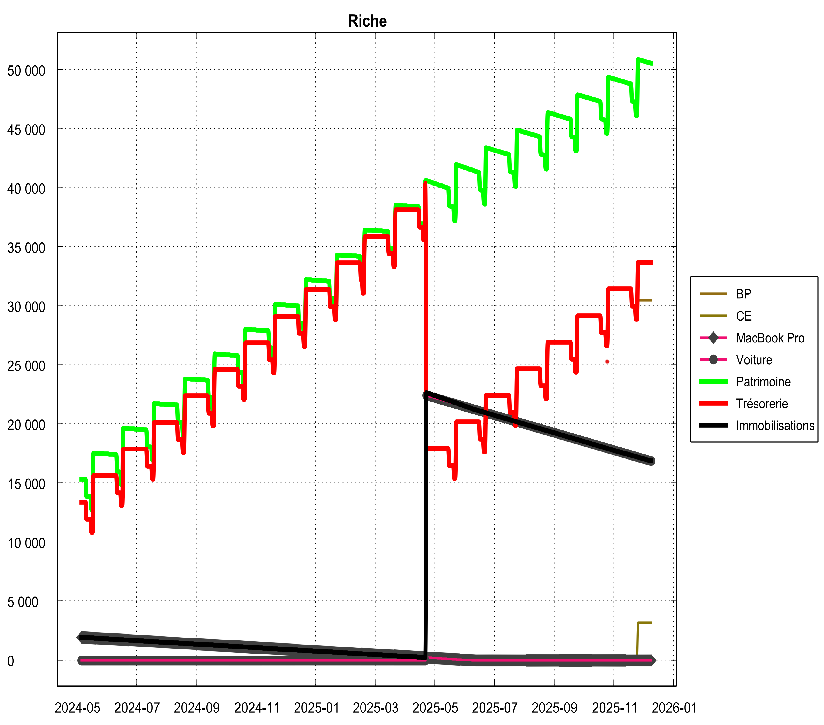 Riche
50 000
45 000
40 000
35 000
30 000
25 000
20 000
15 000
10 000
5 000
0
2024-05 2024-07 2024-09 2024-11 2025-01 2025-03 2025-05 2025-07 2025-09 2025-11 2026-01
BP
CE
MacBook Pro
Voiture
Patrimoine
Trésorerie
Immobilisations